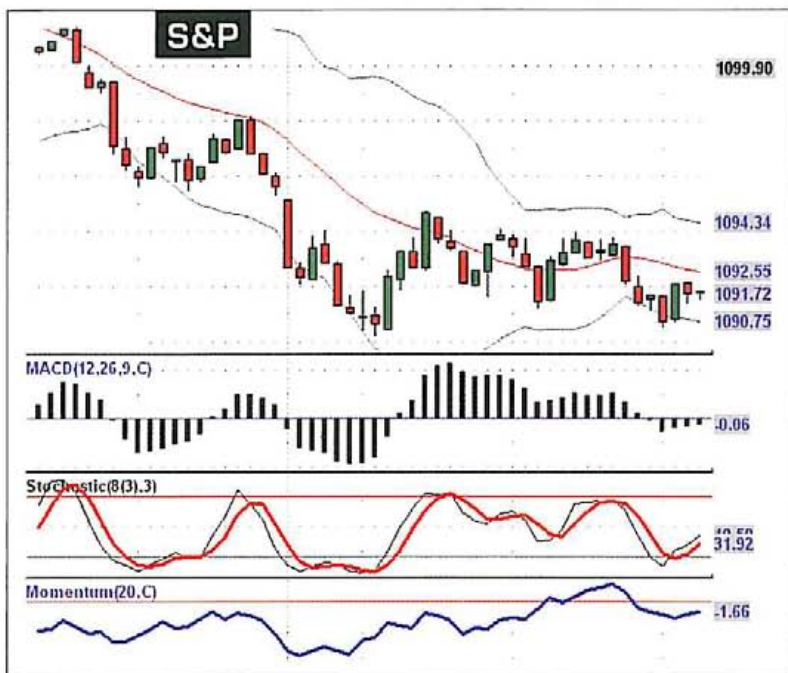 S&P
1099.90
1094.34
1092.55
1091.72
1090.75
MACD(12,26,9,C)
-0.06
Stochastic(8(3),3)
31.92
Momentum(20,C)
-1.66